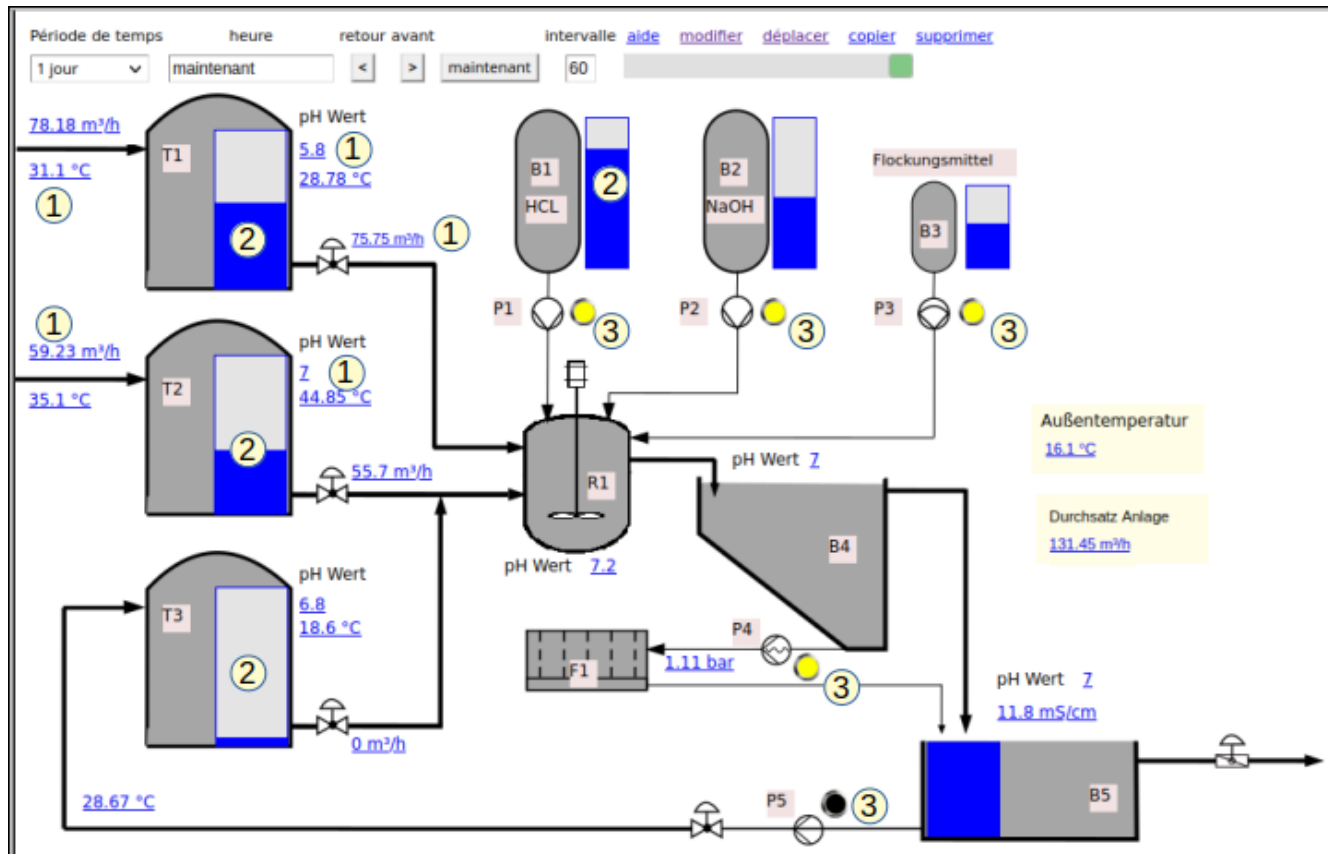 Période de temps heure retour avant intervalle aide modifier déplacer copier supprimer
1 jour maintenant < > maintenant 60
78.18 m³/h
31.1 °C
1
T1
2
pH Wert
5.8 1
28.78 °C
75.75 m³/h 1
B1
HCL
2
B2
NaOH
Flockungsmittel
B3
P1 3
P2 3
P3 3
1
59.23 m³/h
35.1 °C
T2
2
pH Wert
7 1
44.85 °C
55.7 m³/h
R1
pH Wert 7.2
pH Wert 7
B4
Außentemperatur
16.1 °C
Durchsatz Anlage
131.45 m³/h
T3
2
pH Wert
6.8
18.6 °C
0 m³/h
F1
P4
1.11 bar
3
pH Wert 7
11.8 mS/cm
B5
28.67 °C
P5 3